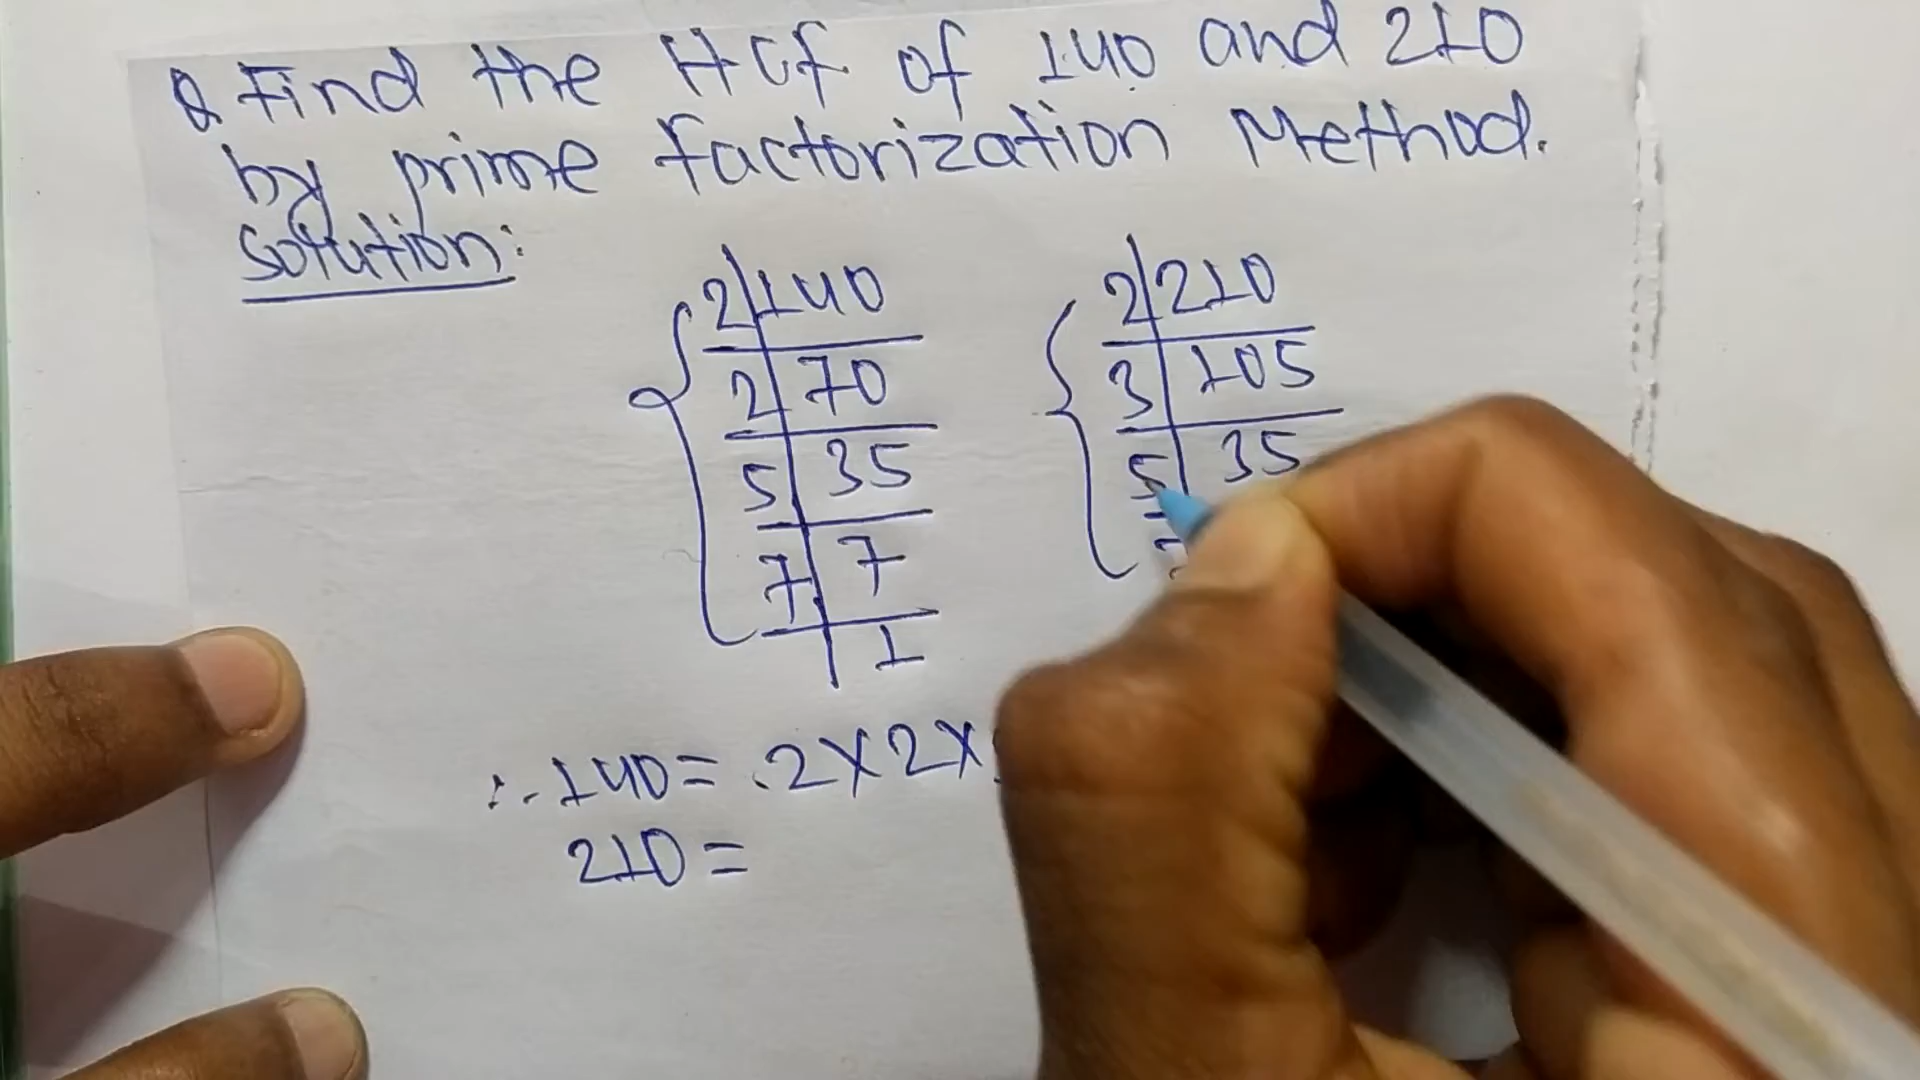 Q Find the HCF of 140 and 210
by prime factorization Method.
Solution:
2 140
2 70
5 35
7 7
1
2 210
3 105
5 35
7
∴ 140 = 2×2×
210 =